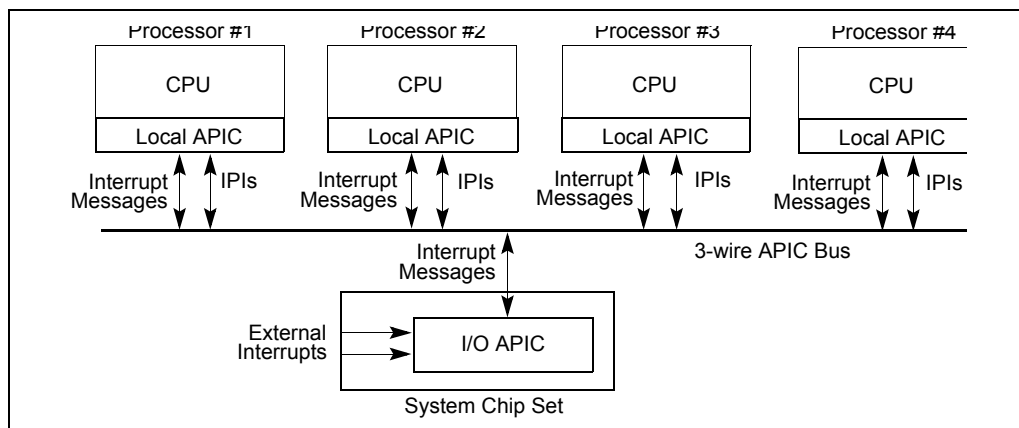 Processor #1
Processor #2
Processor #3
Processor #4
CPU
CPU
CPU
CPU
Local APIC
Local APIC
Local APIC
Local APIC
Interrupt
Messages
IPIs
Interrupt
Messages
IPIs
Interrupt
Messages
IPIs
Interrupt
Messages
IPIs
Interrupt
Messages
3-wire APIC Bus
External
Interrupts
I/O APIC
System Chip Set